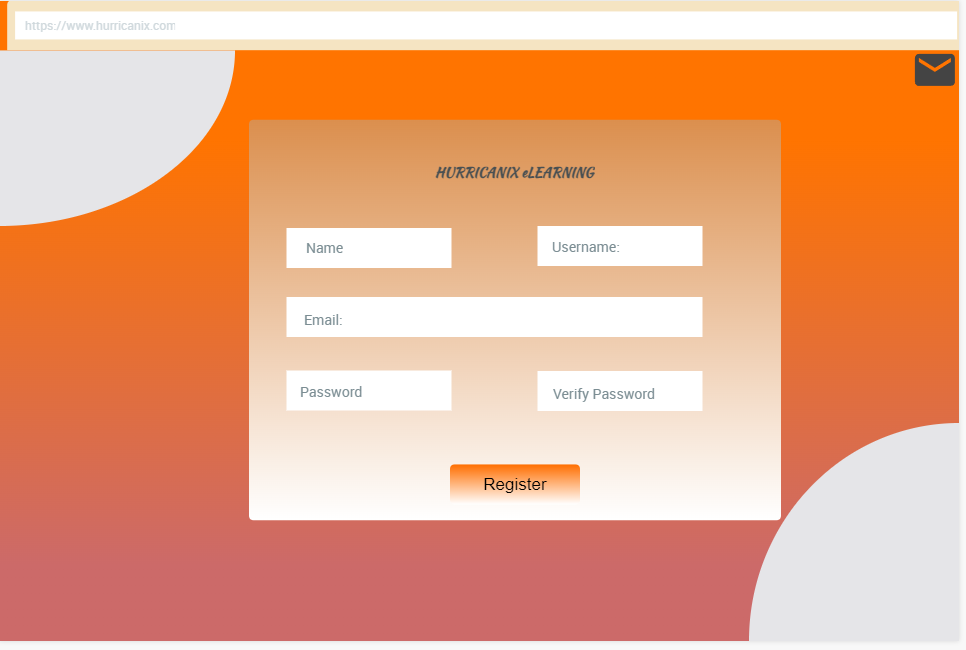 https://www.hurricanix.com
HURRICANIX eLEARNING
Name
Username:
Email:
Password
Verify Password
Register